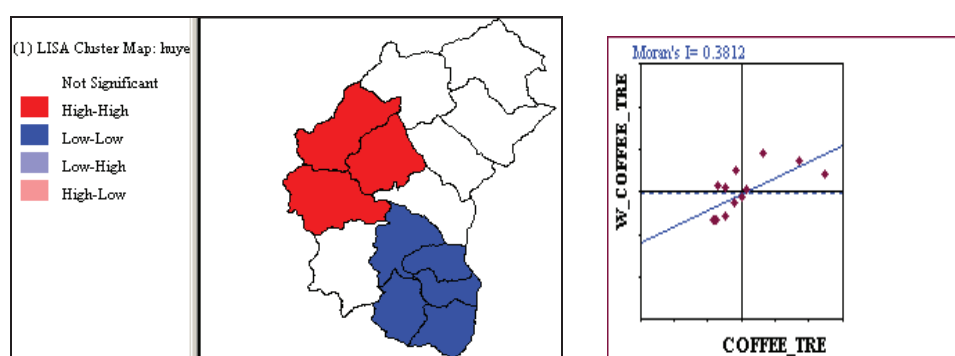 (1) LISA Cluster Map: huye
Not Significant
High-High
Low-Low
Low-High
High-Low
Moran's I= 0.3812
W_COFFEE_TRE
COFFEE_TRE